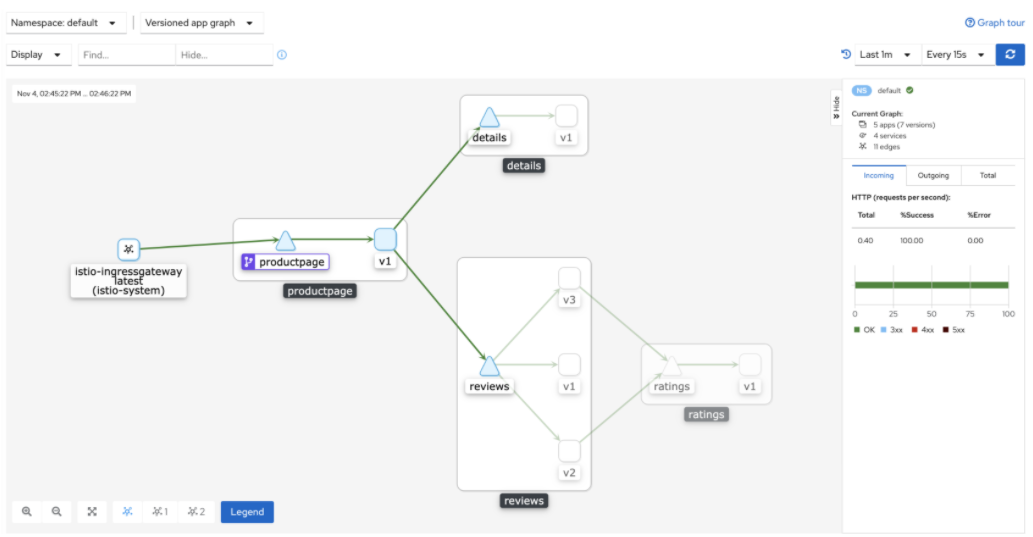 Namespace: default
Versioned app graph
Graph tour
Display
Find...
Hide...
Last 1m
Every 15s
Nov 4, 02:45:22 PM ... 02:46:22 PM
details
v1
details
istio-ingressgateway
latest
(istio-system)
productpage
v1
productpage
v3
reviews
v1
v2
reviews
ratings
v1
ratings
1
2
Legend
Hide
NS default
Current Graph:
5 apps (7 versions)
4 services
11 edges
Incoming
Outgoing
Total
HTTP (requests per second):
Total %Success %Error
0.40 100.00 0.00
0 25 50 75 100
OK 3xx 4xx 5xx